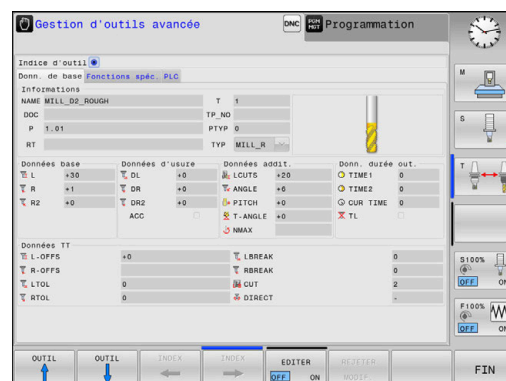 Gestion d'outils avancée
DNC
PGM MGT
Programmation
Indice d'outil
Donn. de base Fonctions spéc. PLC
Informations
NAME MILL_D2_ROUGH T 1
DOC TP_NO
P 1.01 PTYP 0
RT TYP MILL_R
Données base Données d'usure Données addit. Donn. durée out.
L +30 DL +0 LCUTS +20 TIME1 0
R +1 DR +0 ANGLE +6 TIME2 0
R2 +0 DR2 +0 PITCH +0 CUR TIME 0
ACC T-ANGLE +0 TL
NMAX
Données TT
L-OFFS +0 LBREAK 0
R-OFFS RBREAK 0
LTOL 0 CUT 2
RTOL 0 DIRECT -
M
S
T
S100%
OFF ON
F100%
OFF ON
OUTIL OUTIL INDEX INDEX EDITER REJETER FIN
OFF ON MODIF.